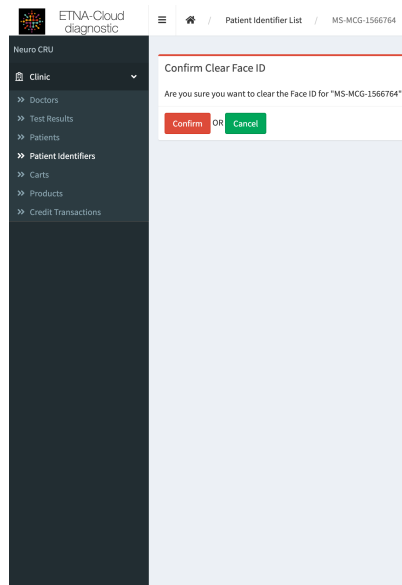 ETNA-Cloud
diagnostic
/ Patient Identifier List / MS-MCG-1566764
Neuro CRU
Clinic
Doctors
Test Results
Patients
Patient Identifiers
Carts
Products
Credit Transactions
Confirm Clear Face ID
Are you sure you want to clear the Face ID for "MS-MCG-1566764"
Confirm OR Cancel